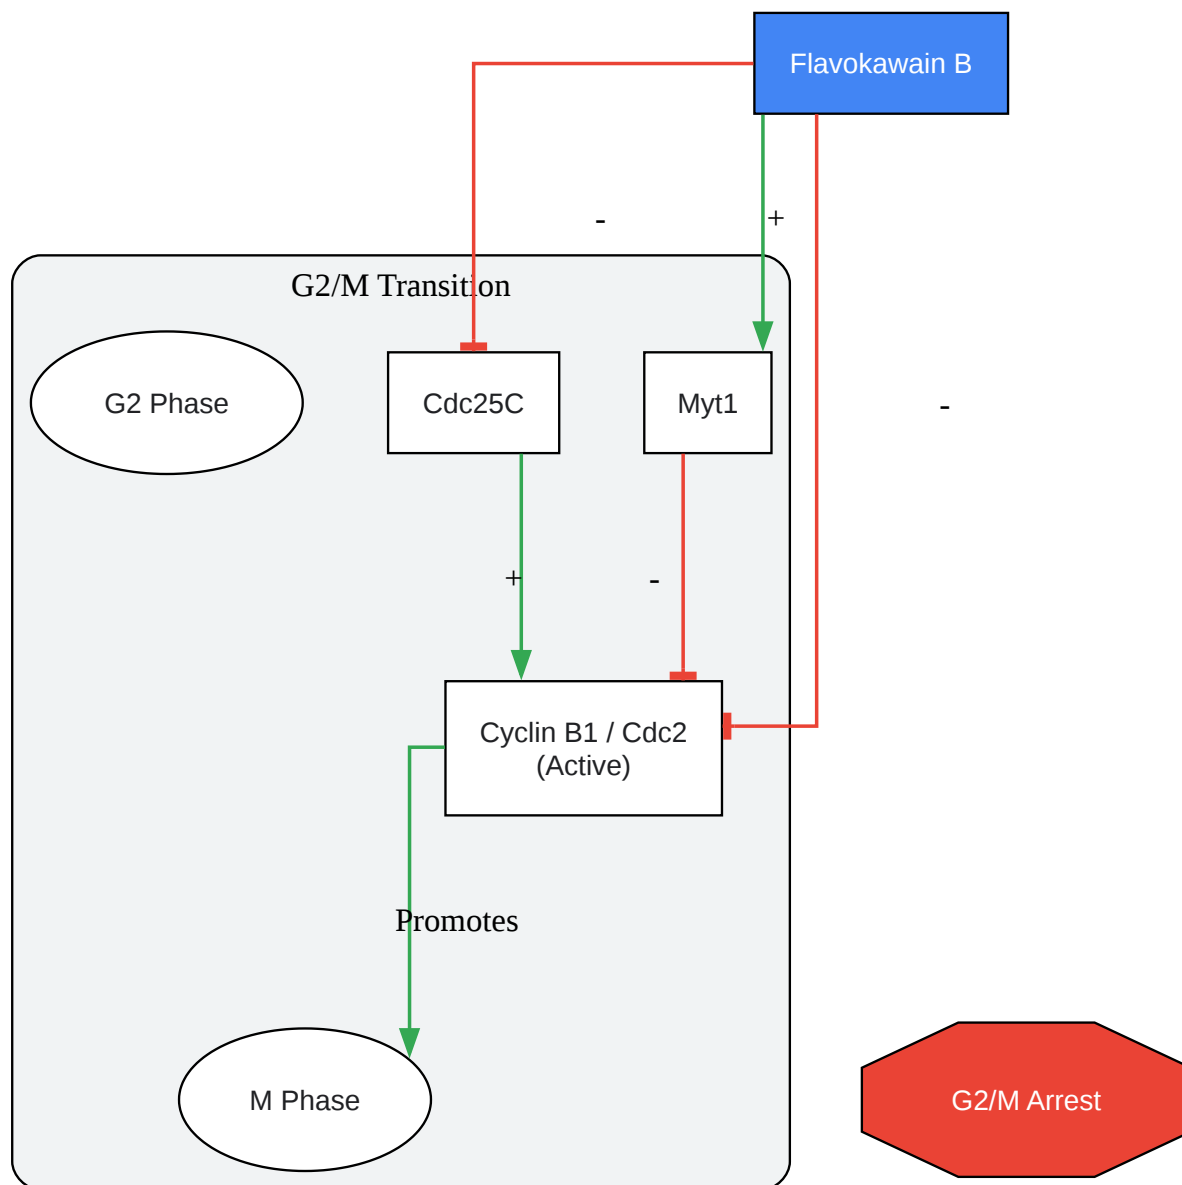 Flavokawain B
-
+
G2/M Transition
G2 Phase
Cdc25C
Myt1
-
+
-
Cyclin B1 / Cdc2
(Active)
Promotes
M Phase
G2/M Arrest